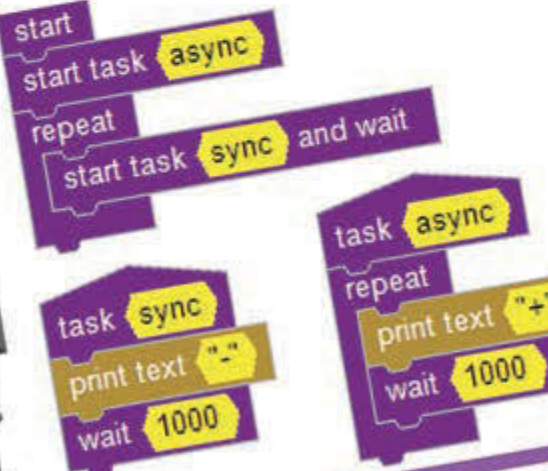 start
start task async
repeat
start task sync and wait
task sync
print text "-"
wait 1000
task async
repeat
print text "+"
wait 1000